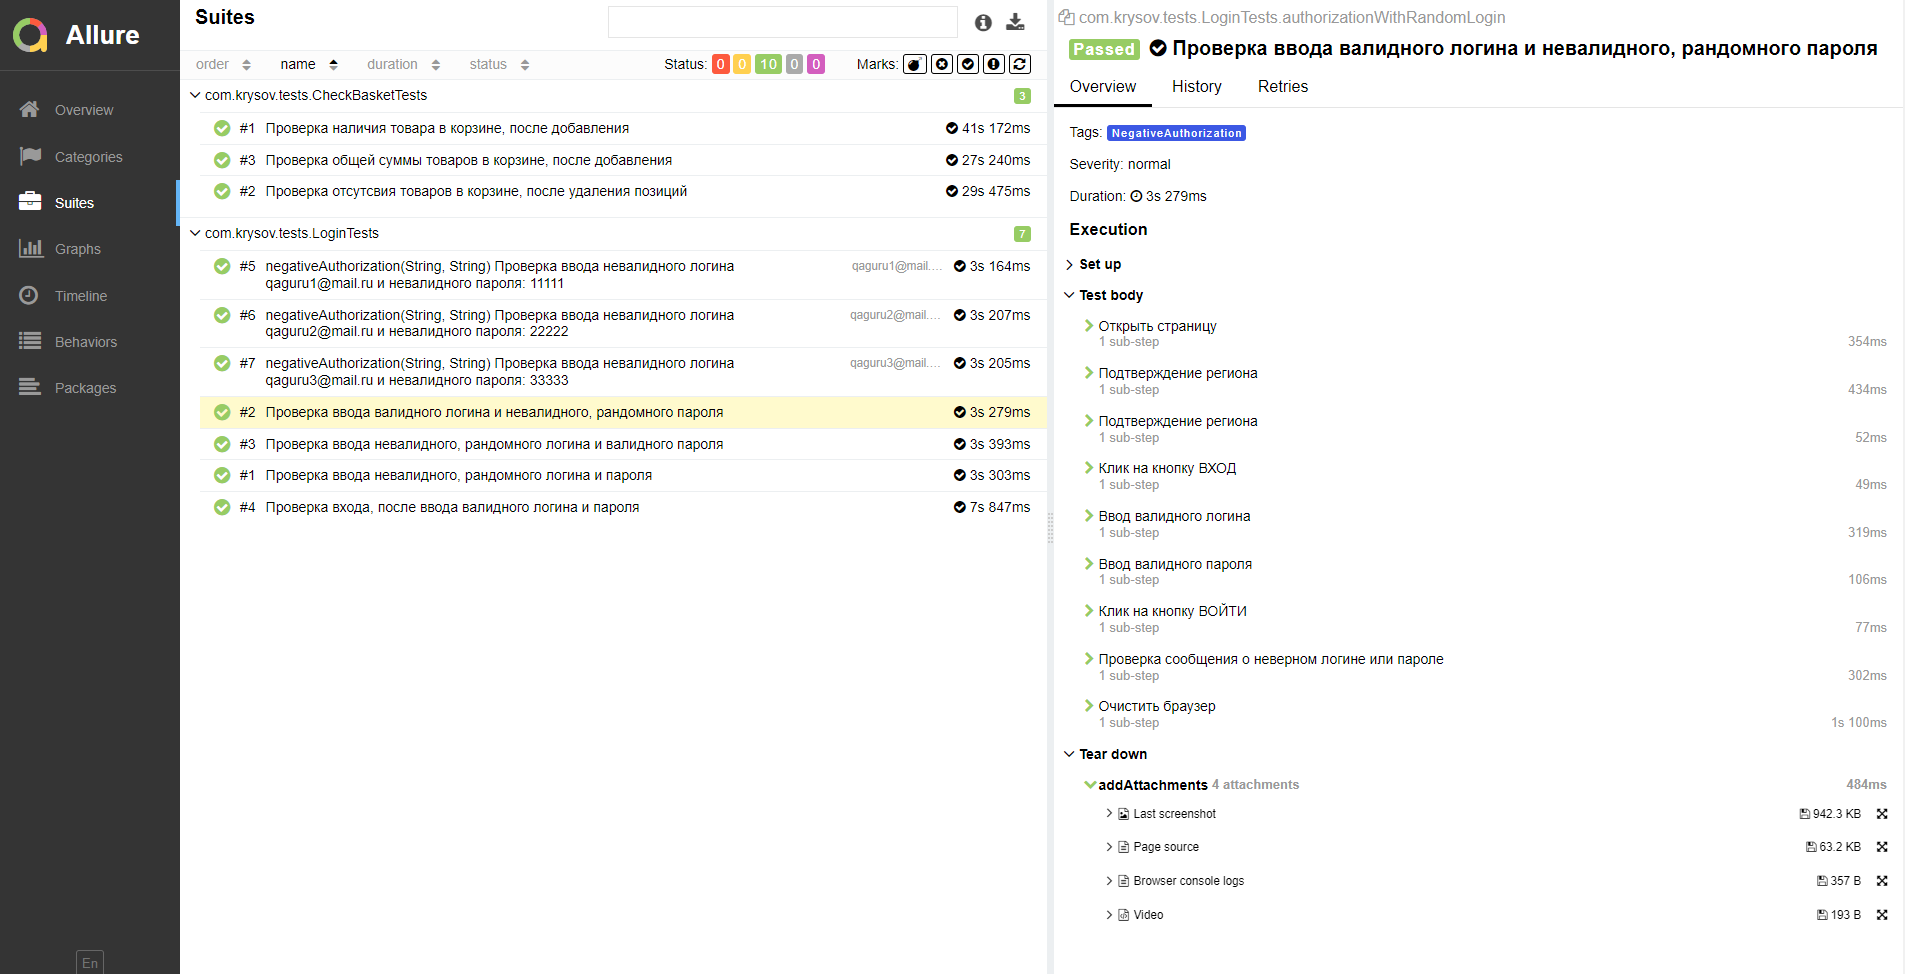 Allure
Overview
Categories
Suites
Graphs
Timeline
Behaviors
Packages
En
Suites
order name duration status Status: 0 0 10 0 0 Marks:
com.krysov.tests.CheckBasketTests 3
#1 Проверка наличия товара в корзине, после добавления 41s 172ms
#3 Проверка общей суммы товаров в корзине, после добавления 27s 240ms
#2 Проверка отсутсвия товаров в корзине, после удаления позиций 29s 475ms
com.krysov.tests.LoginTests 7
#5 negativeAuthorization(String, String) Проверка ввода невалидного логина qaguru1@mail.… 3s 164ms
qaguru1@mail.ru и невалидного пароля: 11111
#6 negativeAuthorization(String, String) Проверка ввода невалидного логина qaguru2@mail.… 3s 207ms
qaguru2@mail.ru и невалидного пароля: 22222
#7 negativeAuthorization(String, String) Проверка ввода невалидного логина qaguru3@mail.… 3s 205ms
qaguru3@mail.ru и невалидного пароля: 33333
#2 Проверка ввода валидного логина и невалидного, рандомного пароля 3s 279ms
#3 Проверка ввода невалидного, рандомного логина и валидного пароля 3s 393ms
#1 Проверка ввода невалидного, рандомного логина и пароля 3s 303ms
#4 Проверка входа, после ввода валидного логина и пароля 7s 847ms
com.krysov.tests.LoginTests.authorizationWithRandomLogin
Passed Проверка ввода валидного логина и невалидного, рандомного пароля
Overview History Retries
Tags: NegativeAuthorization
Severity: normal
Duration: 3s 279ms
Execution
Set up
Test body
Открыть страницу
1 sub-step 354ms
Подтверждение региона
1 sub-step 434ms
Подтверждение региона
1 sub-step 52ms
Клик на кнопку ВХОД
1 sub-step 49ms
Ввод валидного логина
1 sub-step 319ms
Ввод валидного пароля
1 sub-step 106ms
Клик на кнопку ВОЙТИ
1 sub-step 77ms
Проверка сообщения о неверном логине или пароле
1 sub-step 302ms
Очистить браузер
1 sub-step 1s 100ms
Tear down
addAttachments 4 attachments 484ms
Last screenshot 942.3 KB
Page source 63.2 KB
Browser console logs 357 B
Video 193 B